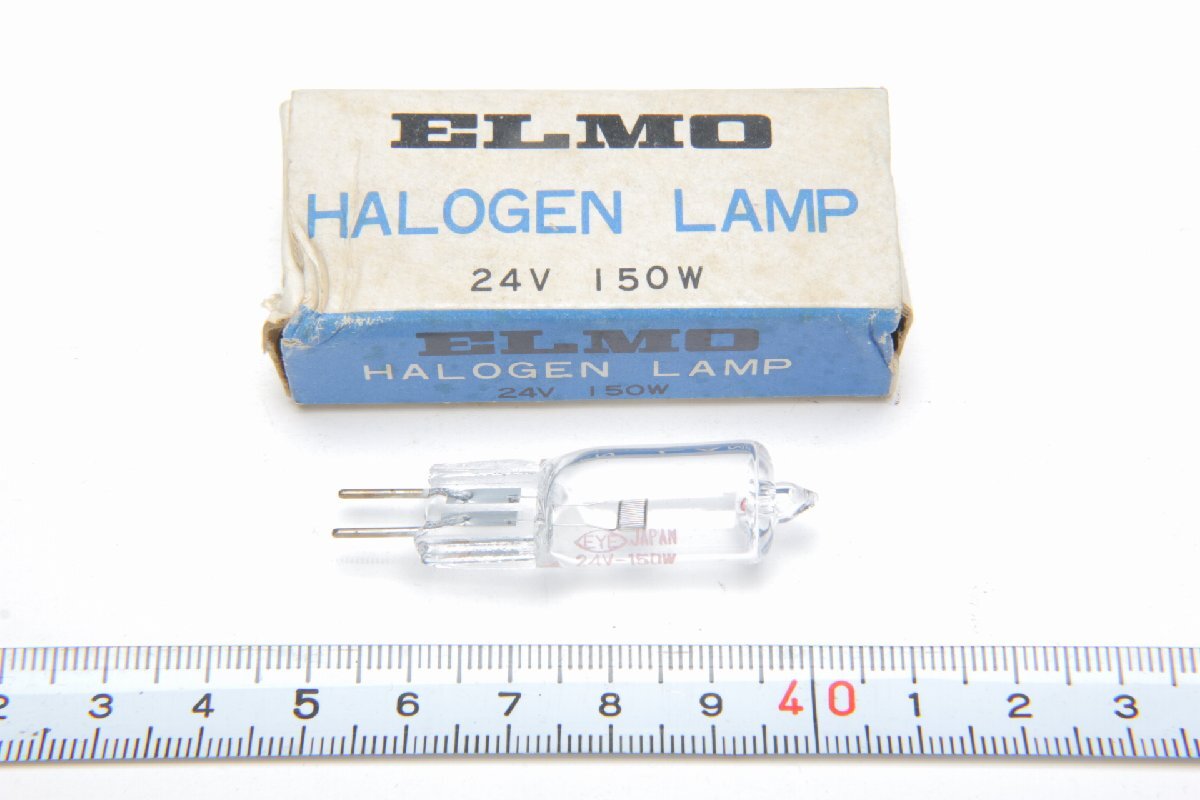 ELMO
HALOGEN LAMP
24V 150W
ELMO
HALOGEN LAMP
24V 150W
EYE JAPAN
24V-150W
2 3 4 5 6 7 8 9 40 1 2 3